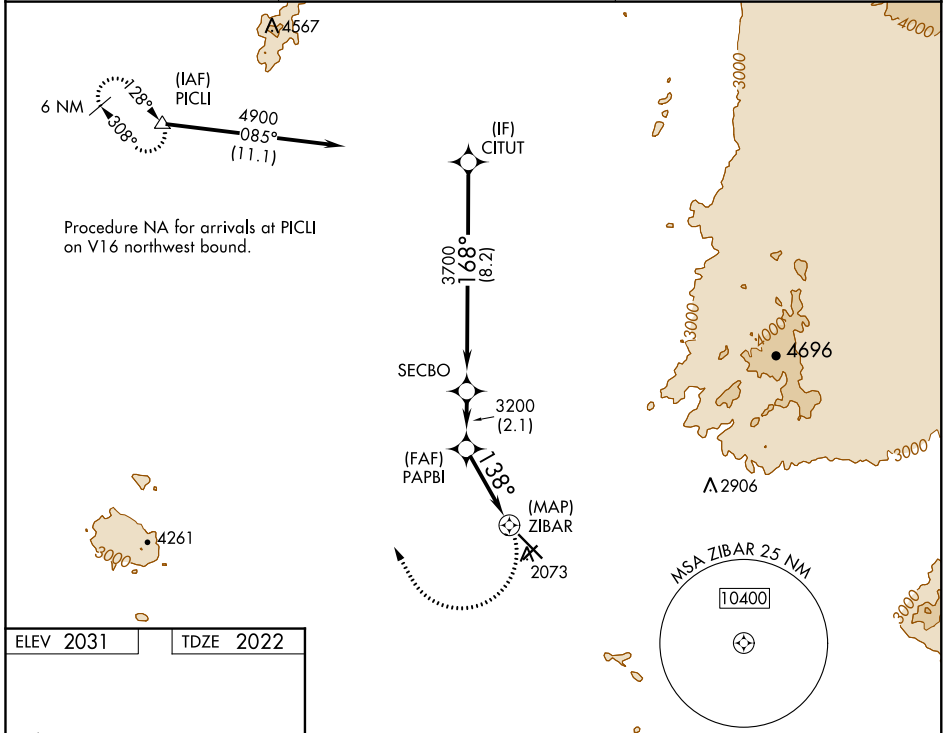 4567
4000
3000
(IAF)
PICLI
6 NM
128°
308°
4900
085°
(11.1)
(IF)
CITUT
Procedure NA for arrivals at PICLI
on V16 northwest bound.
3700
168°
(8.2)
3000
4000
4696
SECBO
3200
(2.1)
(FAF)
PAPBI
138°
3000
2906
(MAP)
ZIBAR
4261
3000
2073
MSA ZIBAR 25 NM
10400
3000
ELEV 2031
TDZE 2022